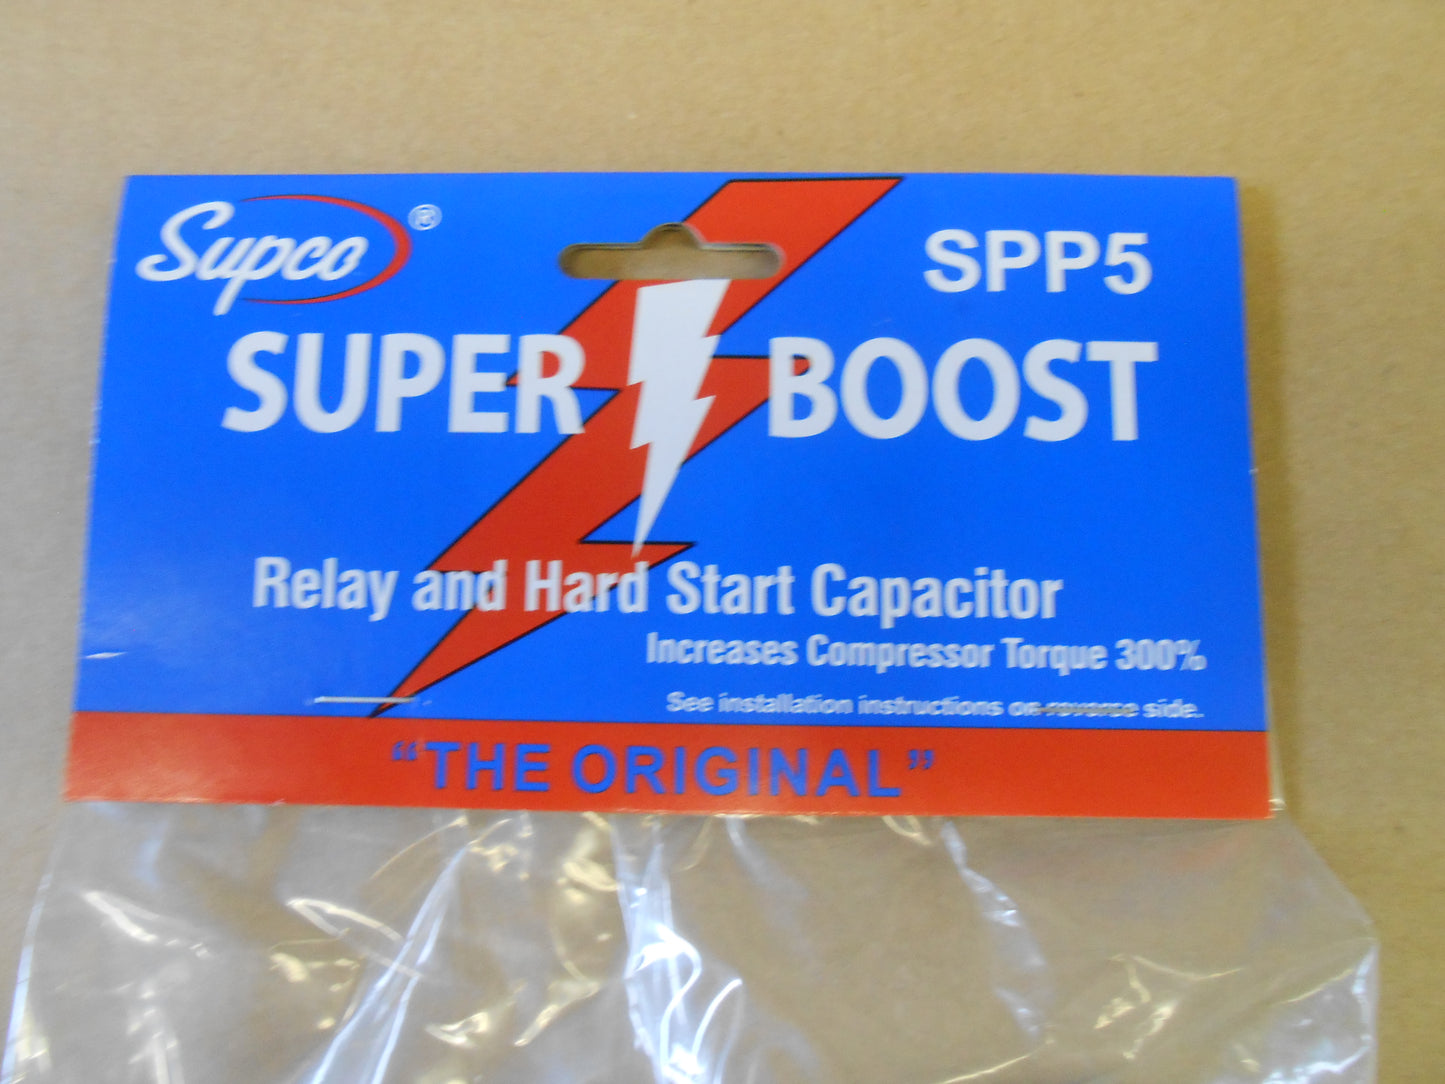 Supco®
SPP5
SUPER BOOST
Relay and Hard Start Capacitor
Increases Compressor Torque 300%
See installation instructions on reverse side.
“THE ORIGINAL”